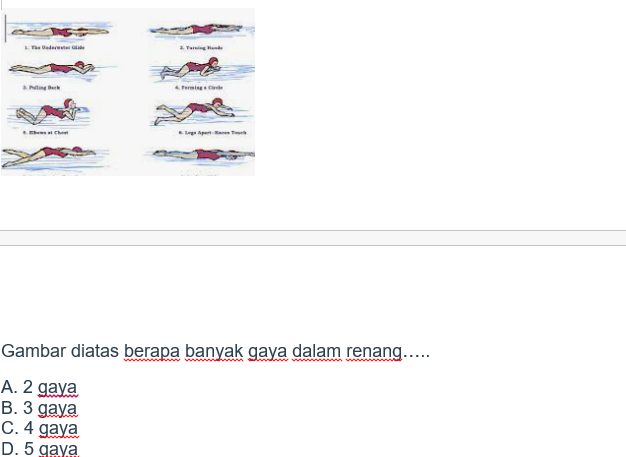 1. The Underwater Glide
2. Turning Hands
3. Pulling Back
4. Forming a Circle
5. Elbows at Chest
6. Legs Apart-Knees Touch
Gambar diatas berapa banyak gaya dalam renang…..
A. 2 gaya
B. 3 gaya
C. 4 gaya
D. 5 gaya